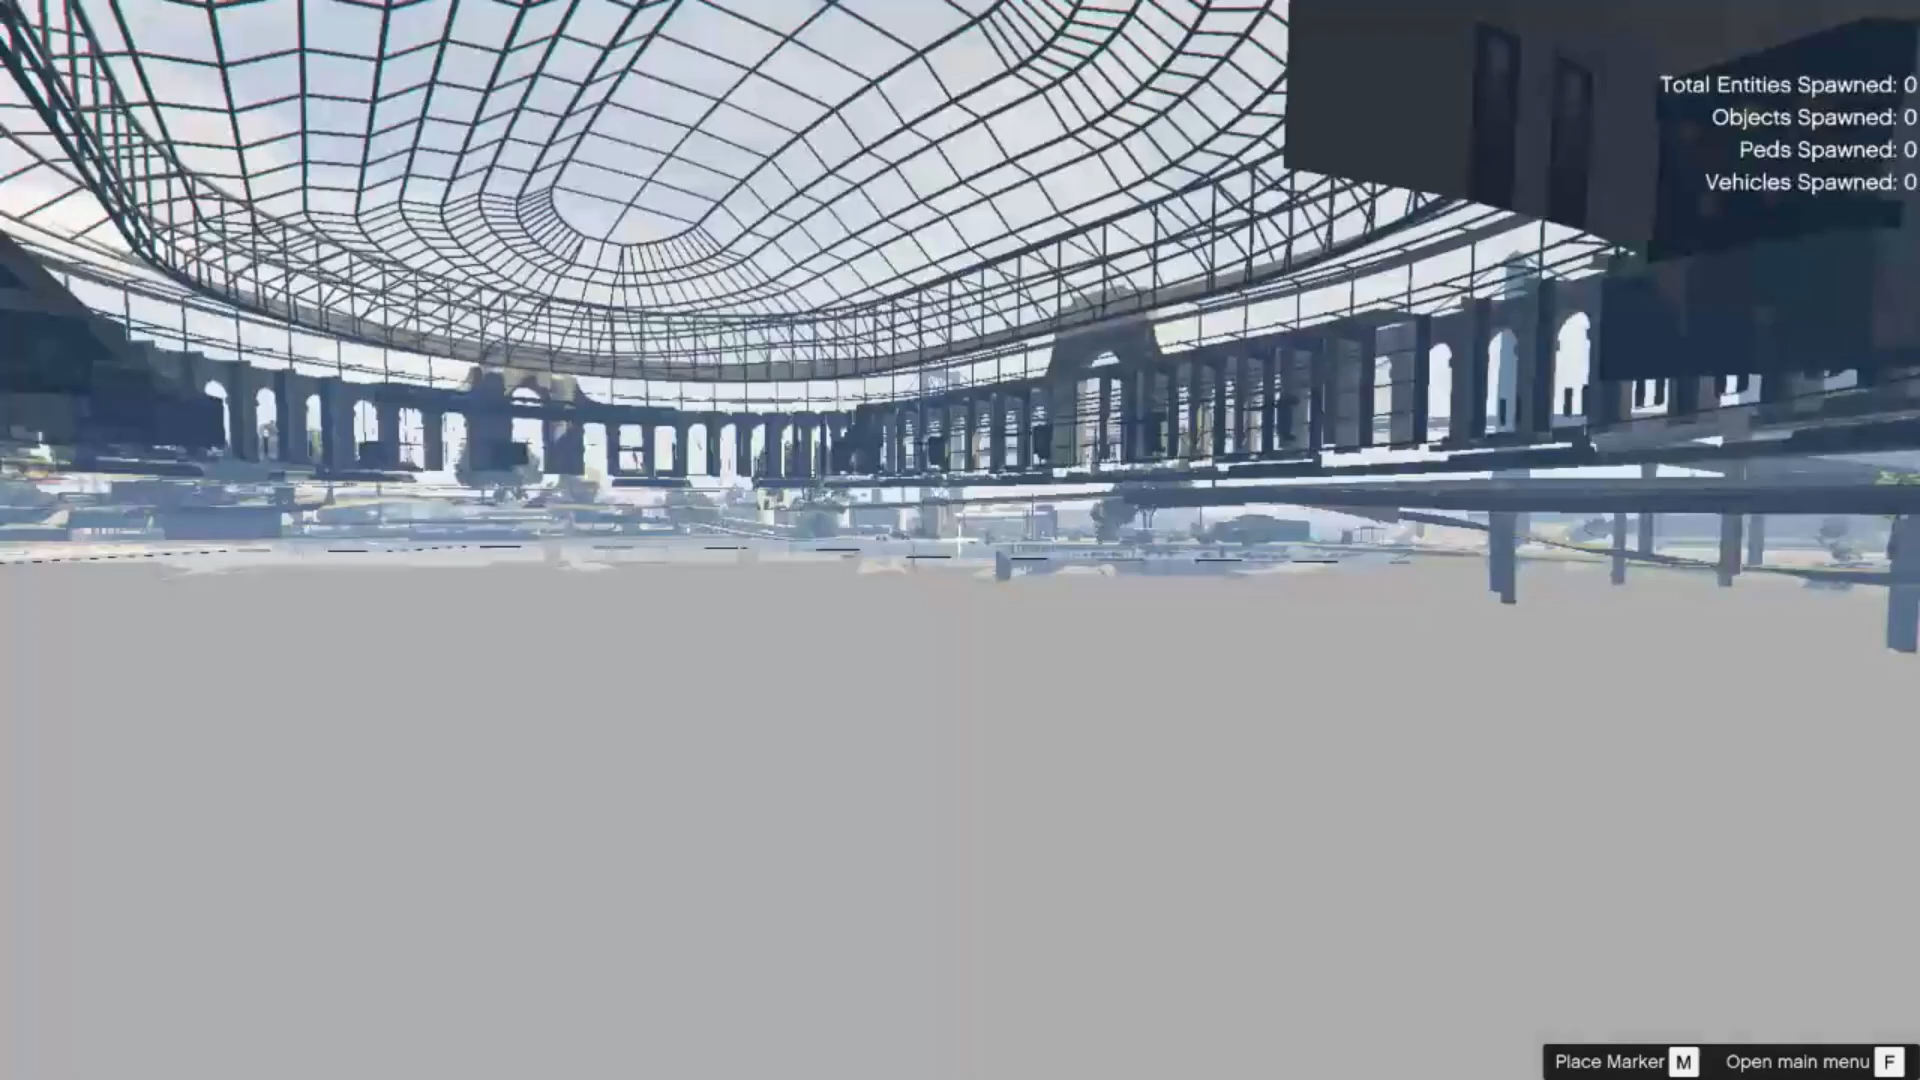 Total Entities Spawned: 0
Objects Spawned: 0
Peds Spawned: 0
Vehicles Spawned: 0
Place Marker M Open main menu F